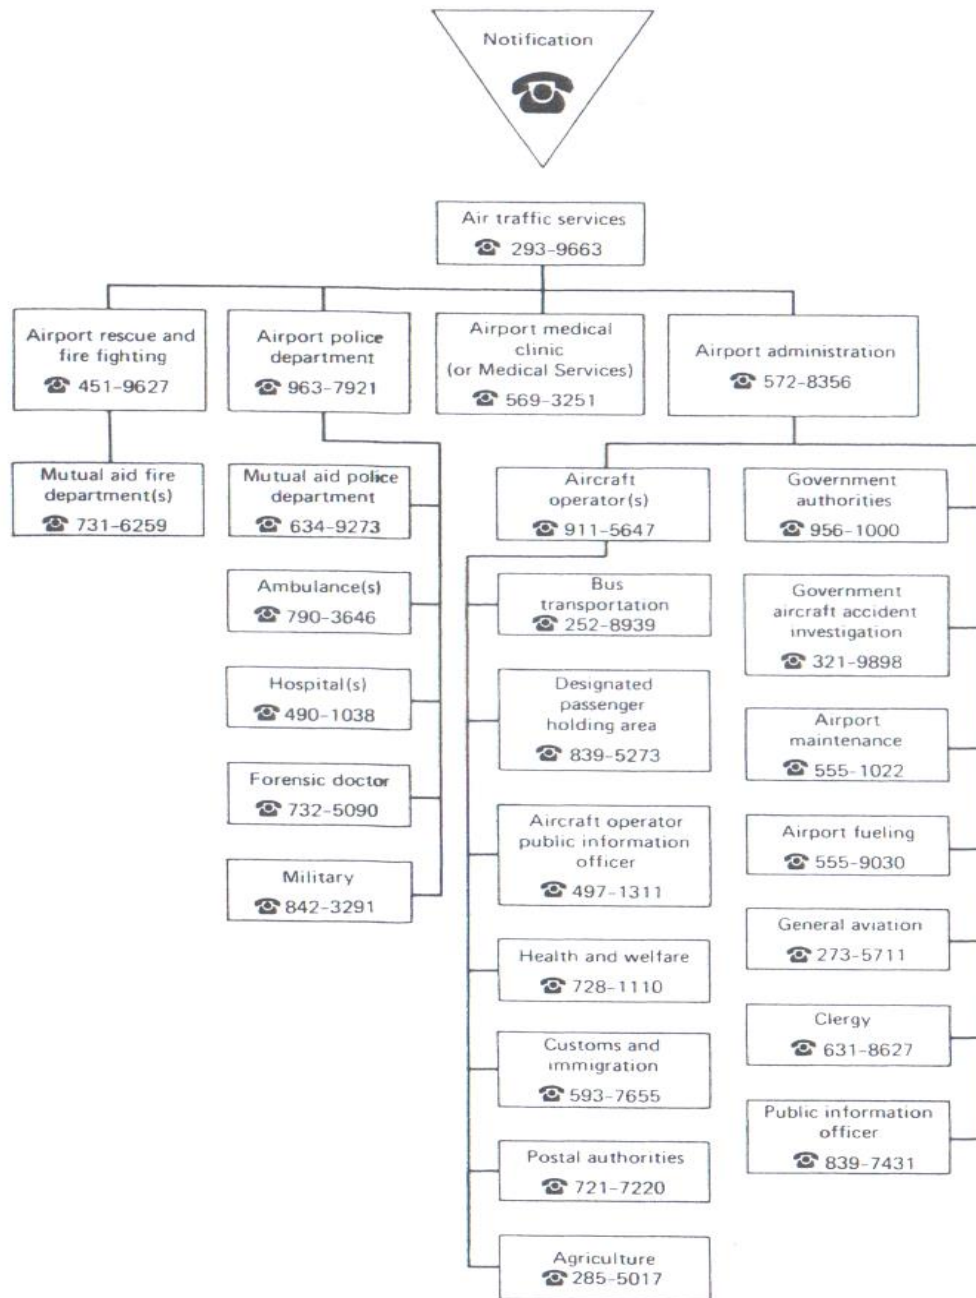 Notification
Air traffic services
293-9663
Airport rescue and
fire fighting
451-9627
Airport police
department
963-7921
Airport medical
clinic
(or Medical Services)
569-3251
Airport administration
572-8356
Mutual aid fire
department(s)
731-6259
Mutual aid police
department
634-9273
Ambulance(s)
790-3646
Hospital(s)
490-1038
Forensic doctor
732-5090
Military
842-3291
Aircraft
operator(s)
911-5647
Bus
transportation
252-8939
Designated
passenger
holding area
839-5273
Aircraft operator
public information
officer
497-1311
Health and welfare
728-1110
Customs and
immigration
593-7655
Postal authorities
721-7220
Agriculture
285-5017
Government
authorities
956-1000
Government
aircraft accident
investigation
321-9898
Airport
maintenance
555-1022
Airport fueling
555-9030
General aviation
273-5711
Clergy
631-8627
Public information
officer
839-7431